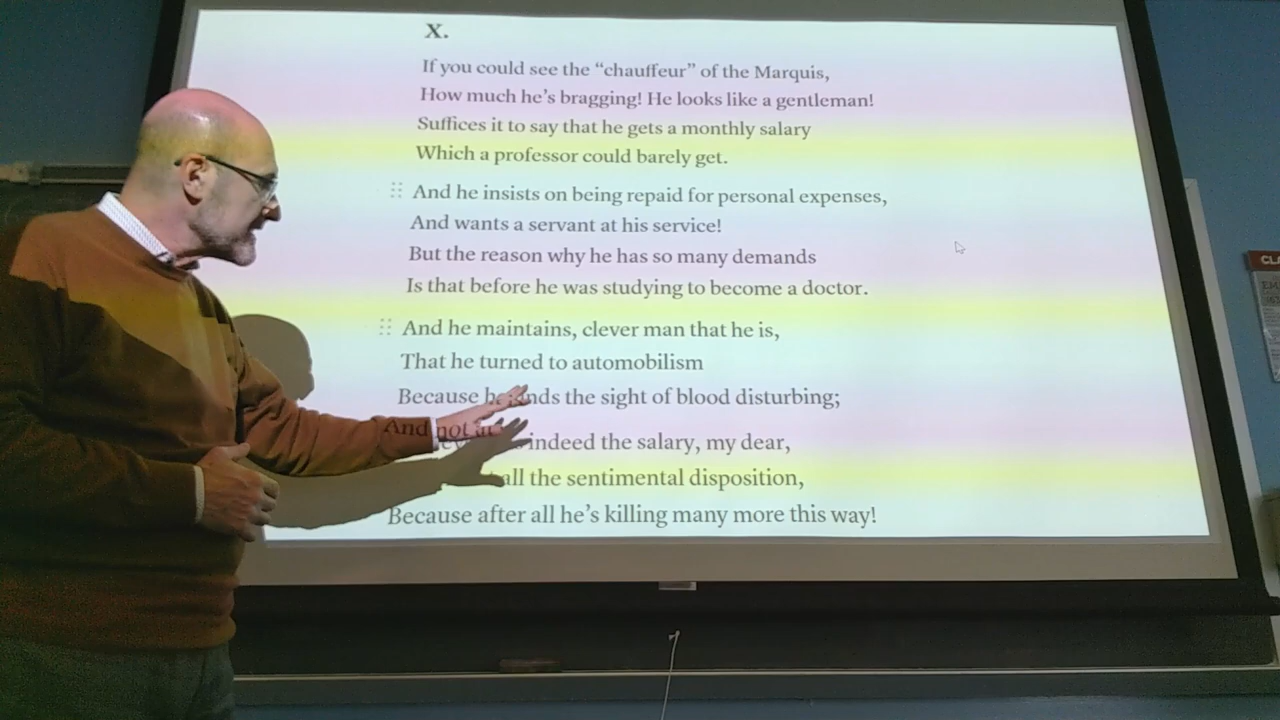 X.
If you could see the “chauffeur” of the Marquis,
How much he’s bragging! He looks like a gentleman!
Suffices it to say that he gets a monthly salary
Which a professor could barely get.
And he insists on being repaid for personal expenses,
And wants a servant at his service!
But the reason why he has so many demands
Is that before he was studying to become a doctor.
And he maintains, clever man that he is,
That he turned to automobilism
Because he finds the sight of blood disturbing;
indeed the salary, my dear,
And not at all the sentimental disposition,
Because after all he’s killing many more this way!
CLA